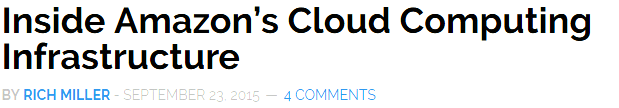 Inside Amazon’s Cloud Computing
Infrastructure
BY RICH MILLER - SEPTEMBER 23, 2015 — 4 COMMENTS